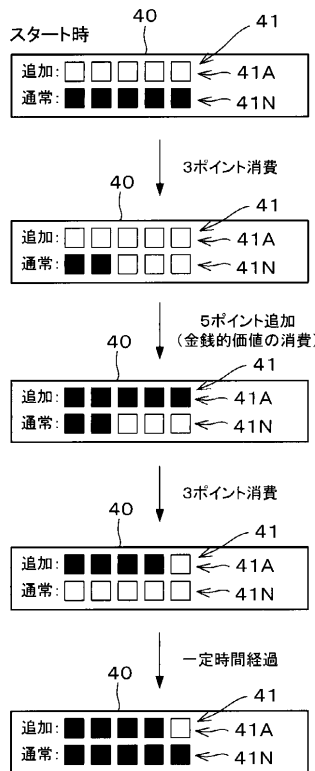 40
41
スタート時
追加:
41A
通常:
41N
3ポイント消費
40
41
追加:
41A
通常:
41N
5ポイント追加
(金銭的価値の消費)
40
41
追加:
41A
通常:
41N
3ポイント消費
40
41
追加:
41A
通常:
41N
一定時間経過
40
41
追加:
41A
通常:
41N